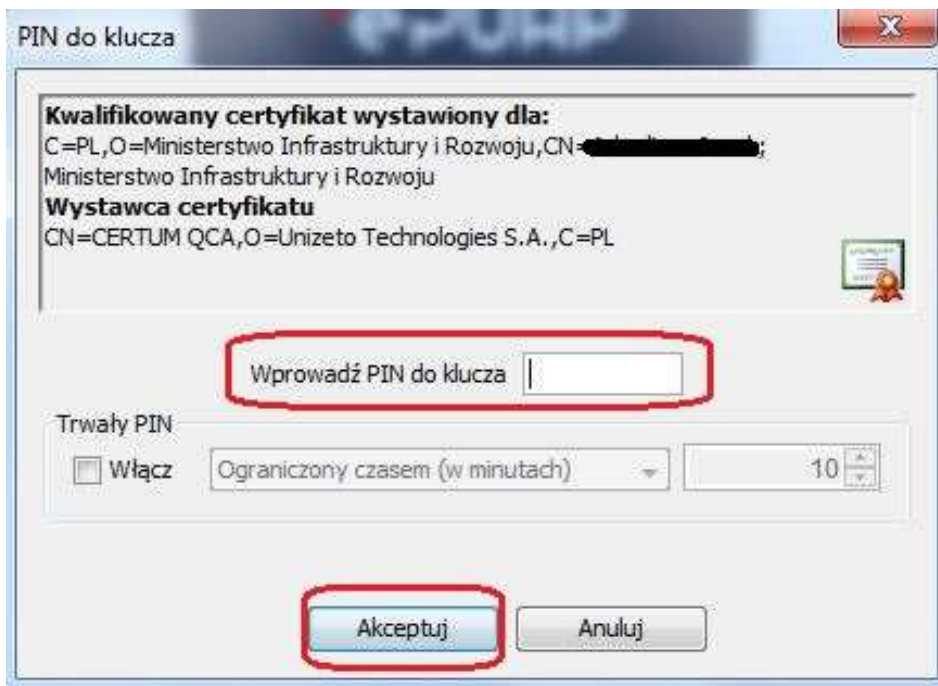 PIN do klucza
Kwalifikowany certyfikat wystawiony dla:
C=PL,O=Ministerstwo Infrastruktury i Rozwoju,CN=
Ministerstwo Infrastruktury i Rozwoju
Wystawca certyfikatu
CN=CERTUM QCA,O=Unizeto Technologies S.A.,C=PL
Wprowadź PIN do klucza
Trwały PIN
Włącz Ograniczony czasem (w minutach) 10
Akceptuj Anuluj